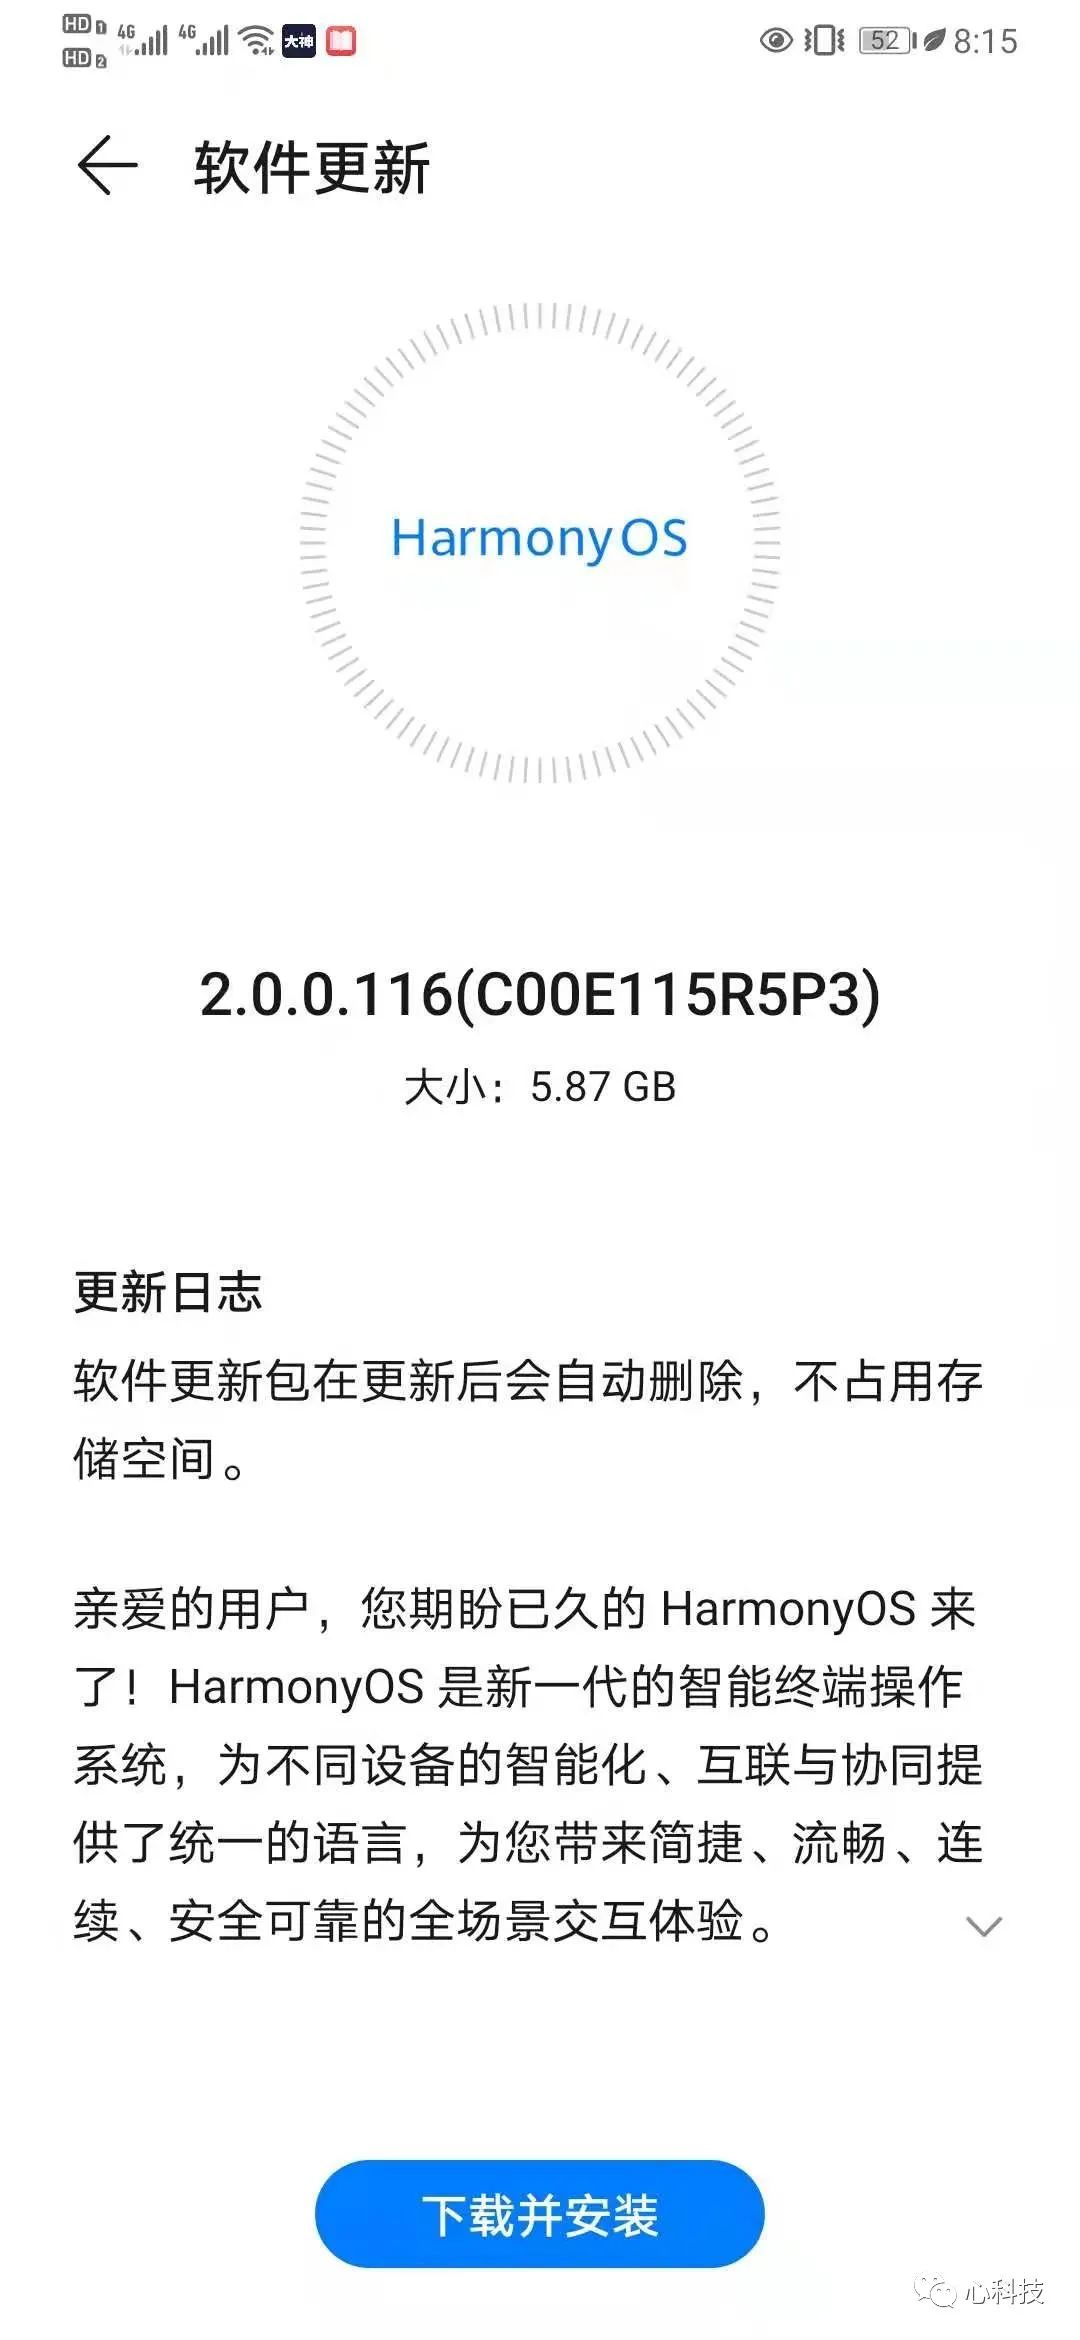 HD 1 4G 4G 大神 52 8:15
HD 2
软件更新
HarmonyOS
2.0.0.116(C00E115R5P3)
大小：5.87 GB
更新日志
软件更新包在更新后会自动删除，不占用存
储空间。
亲爱的用户，您期盼已久的 HarmonyOS 来
了！HarmonyOS 是新一代的智能终端操作
系统，为不同设备的智能化、互联与协同提
供了统一的语言，为您带来简捷、流畅、连
续、安全可靠的全场景交互体验。
下载并安装
心科技